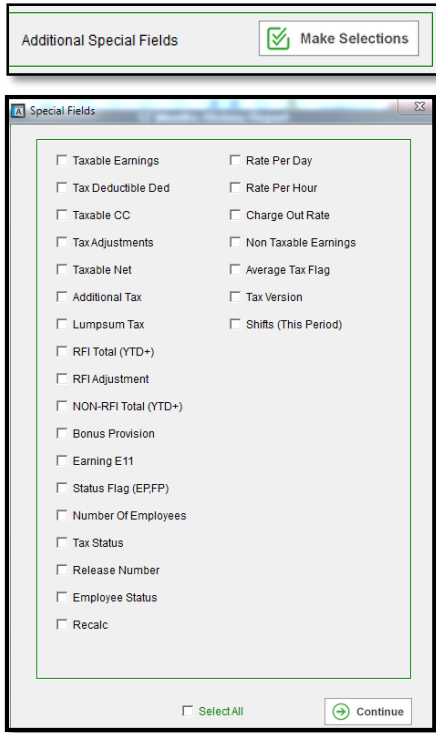 Additional Special Fields
Make Selections
Special Fields
Taxable Earnings
Tax Deductible Ded
Taxable CC
Tax Adjustments
Taxable Net
Additional Tax
Lumpsum Tax
RFI Total (YTD+)
RFI Adjustment
NON-RFI Total (YTD+)
Bonus Provision
Earning E11
Status Flag (EP,FP)
Number Of Employees
Tax Status
Release Number
Employee Status
Recalc
Rate Per Day
Rate Per Hour
Charge Out Rate
Non Taxable Earnings
Average Tax Flag
Tax Version
Shifts (This Period)
Select All
Continue